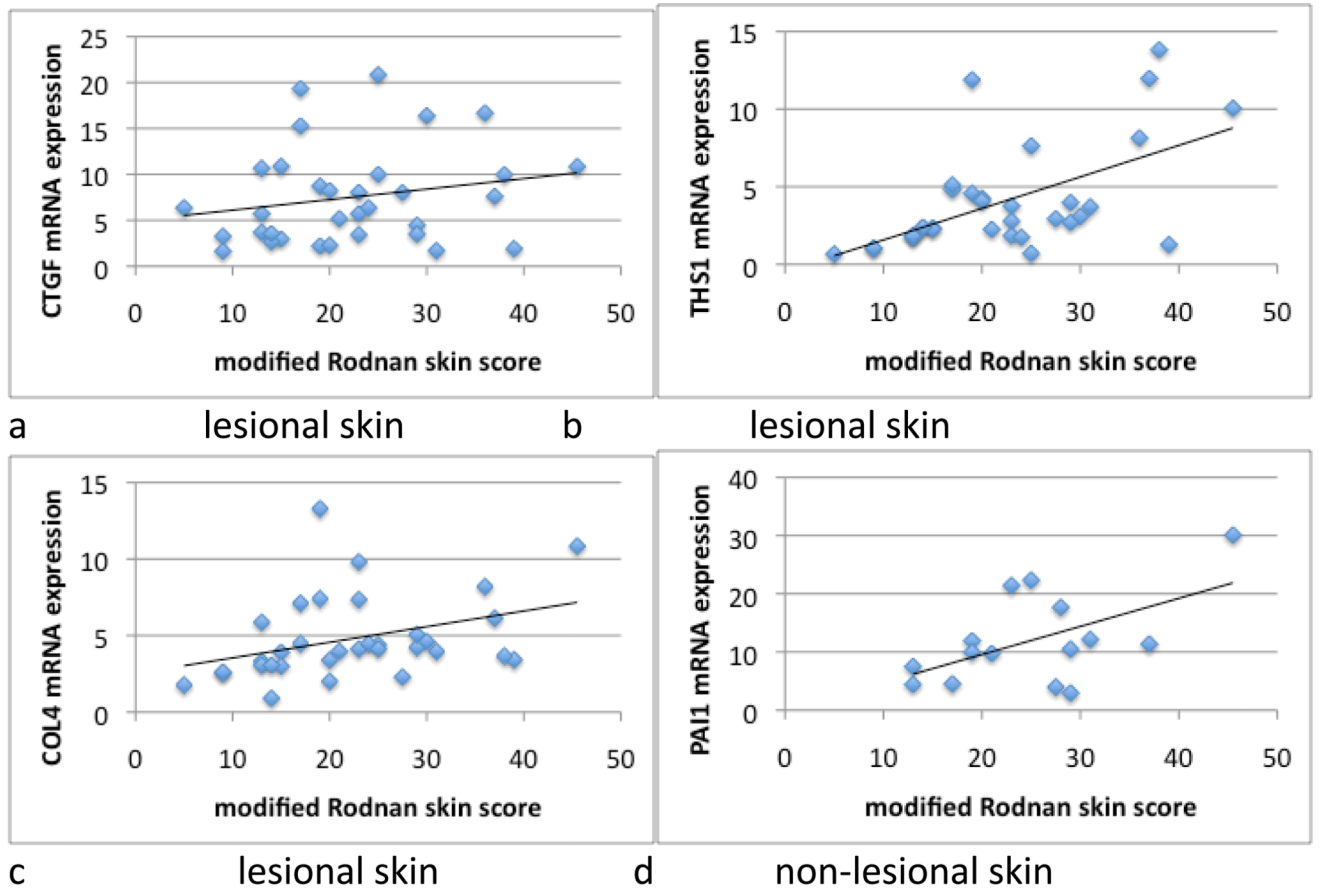 CTGF mRNA expression
25
20
15
10
5
0
0 10 20 30 40 50
modified Rodnan skin score
THS1 mRNA expression
15
10
5
0
0 10 20 30 40 50
modified Rodnan skin score
a lesional skin b lesional skin
COL4 mRNA expression
15
10
5
0
0 10 20 30 40 50
modified Rodnan skin score
PAI1 mRNA expression
40
30
20
10
0
0 10 20 30 40 50
modified Rodnan skin score
c lesional skin d non-lesional skin